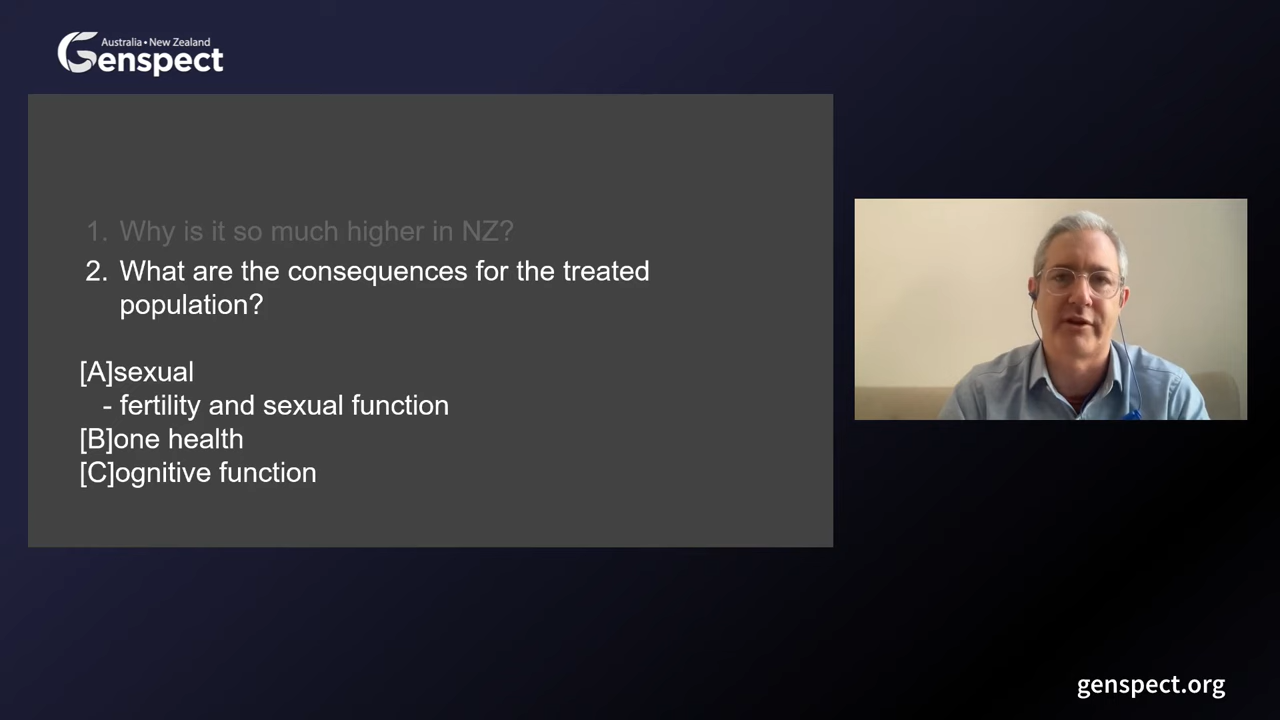 Australia • New Zealand
Genspect
1. Why is it so much higher in NZ?
2. What are the consequences for the treated
population?
[A]sexual
- fertility and sexual function
[B]one health
[C]ognitive function
genspect.org